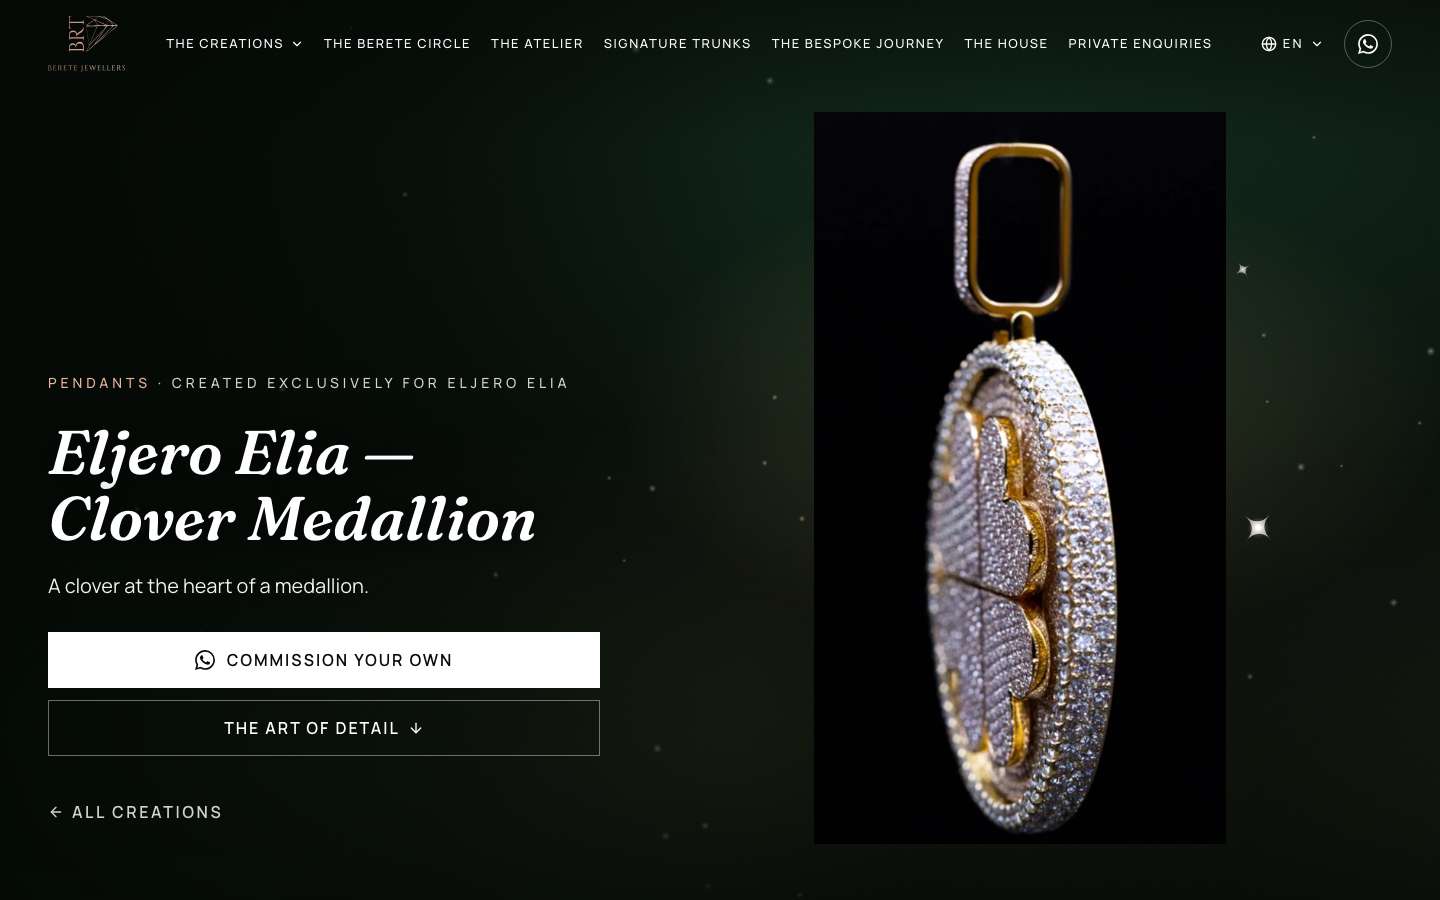 BRT
BERETE JEWELLERS
THE CREATIONS
THE BERETE CIRCLE
THE ATELIER
SIGNATURE TRUNKS
THE BESPOKE JOURNEY
THE HOUSE
PRIVATE ENQUIRIES
EN
PENDANTS · CREATED EXCLUSIVELY FOR ELJERO ELIA
Eljero Elia —
Clover Medallion
A clover at the heart of a medallion.
COMMISSION YOUR OWN
THE ART OF DETAIL ↓
← ALL CREATIONS